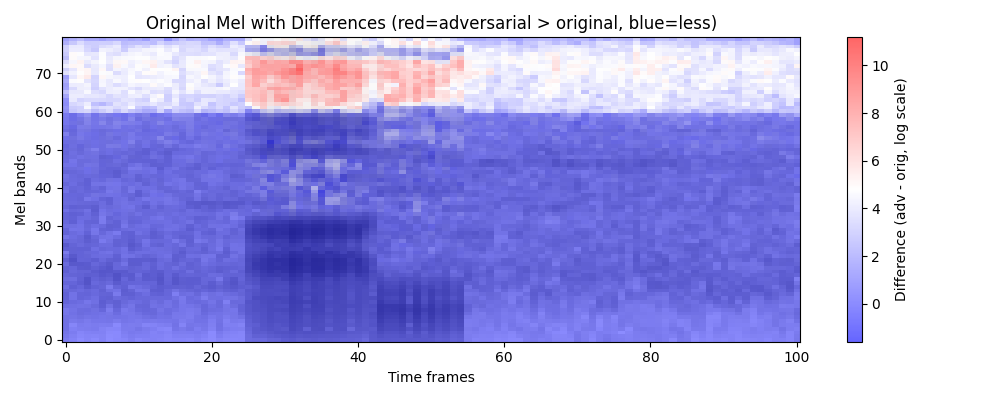 Original Mel with Differences (red=adversarial > original, blue=less)
Mel bands
70
60
50
40
30
20
10
0
0 20 40 60 80 100
Time frames
10
8
6
4
2
0
Difference (adv - orig, log scale)